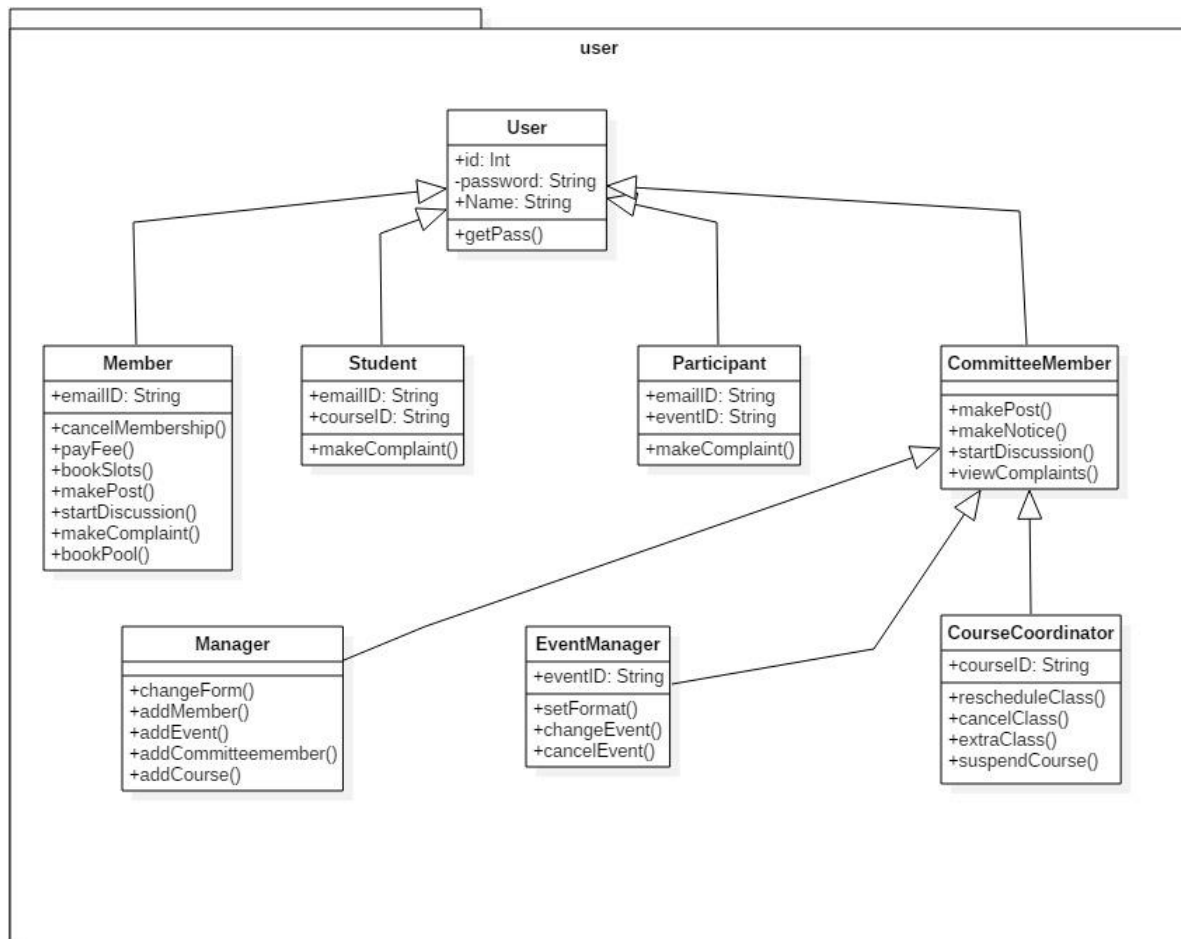 user
User
+id: Int
-password: String
+Name: String
+getPass()
Member
+emailID: String
+cancelMembership()
+payFee()
+bookSlots()
+makePost()
+startDiscussion()
+makeComplaint()
+bookPool()
Student
+emailID: String
+courseID: String
+makeComplaint()
Participant
+emailID: String
+eventID: String
+makeComplaint()
CommitteeMember
+makePost()
+makeNotice()
+startDiscussion()
+viewComplaints()
Manager
+changeForm()
+addMember()
+addEvent()
+addCommitteemember()
+addCourse()
EventManager
+eventID: String
+setFormat()
+changeEvent()
+cancelEvent()
CourseCoordinator
+courseID: String
+rescheduleClass()
+cancelClass()
+extraClass()
+suspendCourse()